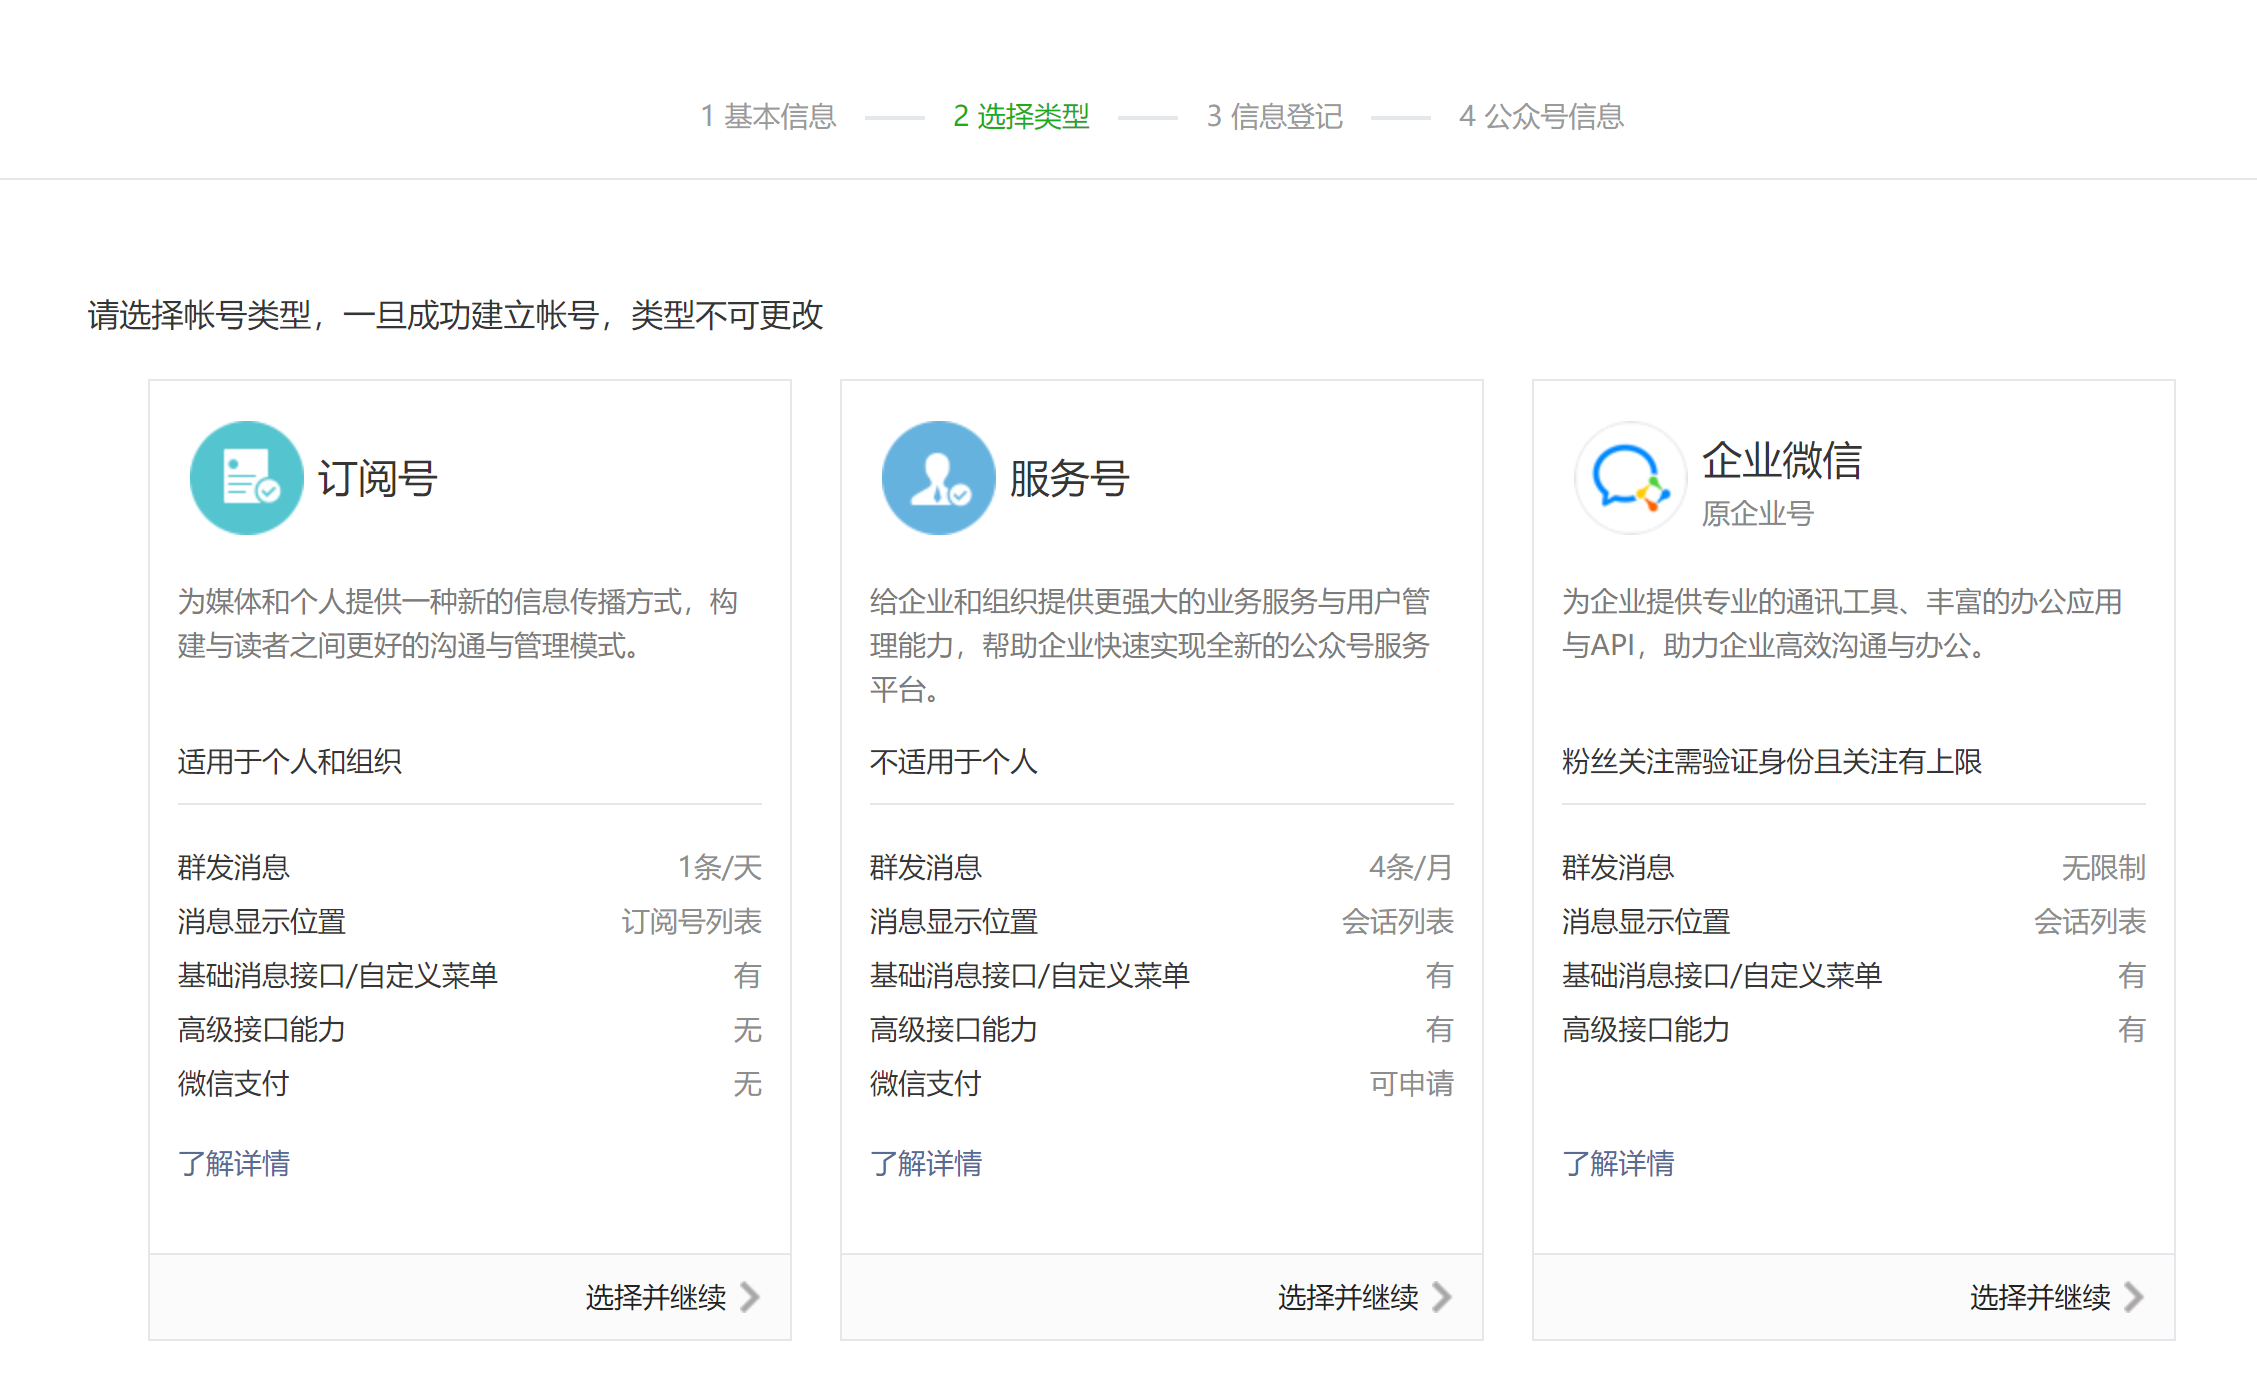 1 基本信息 2 选择类型 3 信息登记 4 公众号信息
请选择帐号类型，一旦成功建立帐号，类型不可更改
订阅号
为媒体和个人提供一种新的信息传播方式，构
建与读者之间更好的沟通与管理模式。
适用于个人和组织
群发消息 1条/天
消息显示位置 订阅号列表
基础消息接口/自定义菜单 有
高级接口能力 无
微信支付 无
了解详情
选择并继续
服务号
给企业和组织提供更强大的业务服务与用户管
理能力，帮助企业快速实现全新的公众号服务
平台。
不适用于个人
群发消息 4条/月
消息显示位置 会话列表
基础消息接口/自定义菜单 有
高级接口能力 有
微信支付 可申请
了解详情
选择并继续
企业微信
原企业号
为企业提供专业的通讯工具、丰富的办公应用
与API，助力企业高效沟通与办公。
粉丝关注需验证身份且关注有上限
群发消息 无限制
消息显示位置 会话列表
基础消息接口/自定义菜单 有
高级接口能力 有
了解详情
选择并继续